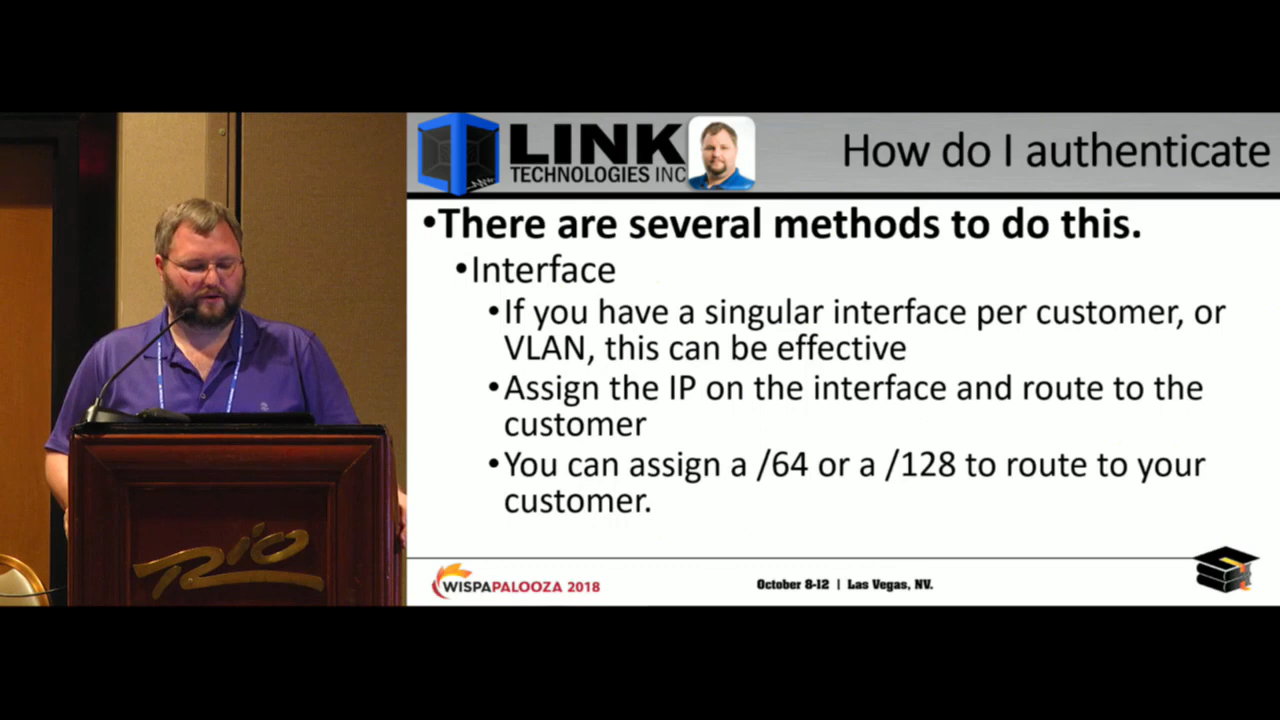 LINK
TECHNOLOGIES INC
How do I authenticate
•There are several methods to do this.
•Interface
•If you have a singular interface per customer, or
VLAN, this can be effective
•Assign the IP on the interface and route to the
customer
•You can assign a /64 or a /128 to route to your
customer.
Rio
WISPAPALOOZA 2018
October 8-12 | Las Vegas, NV.